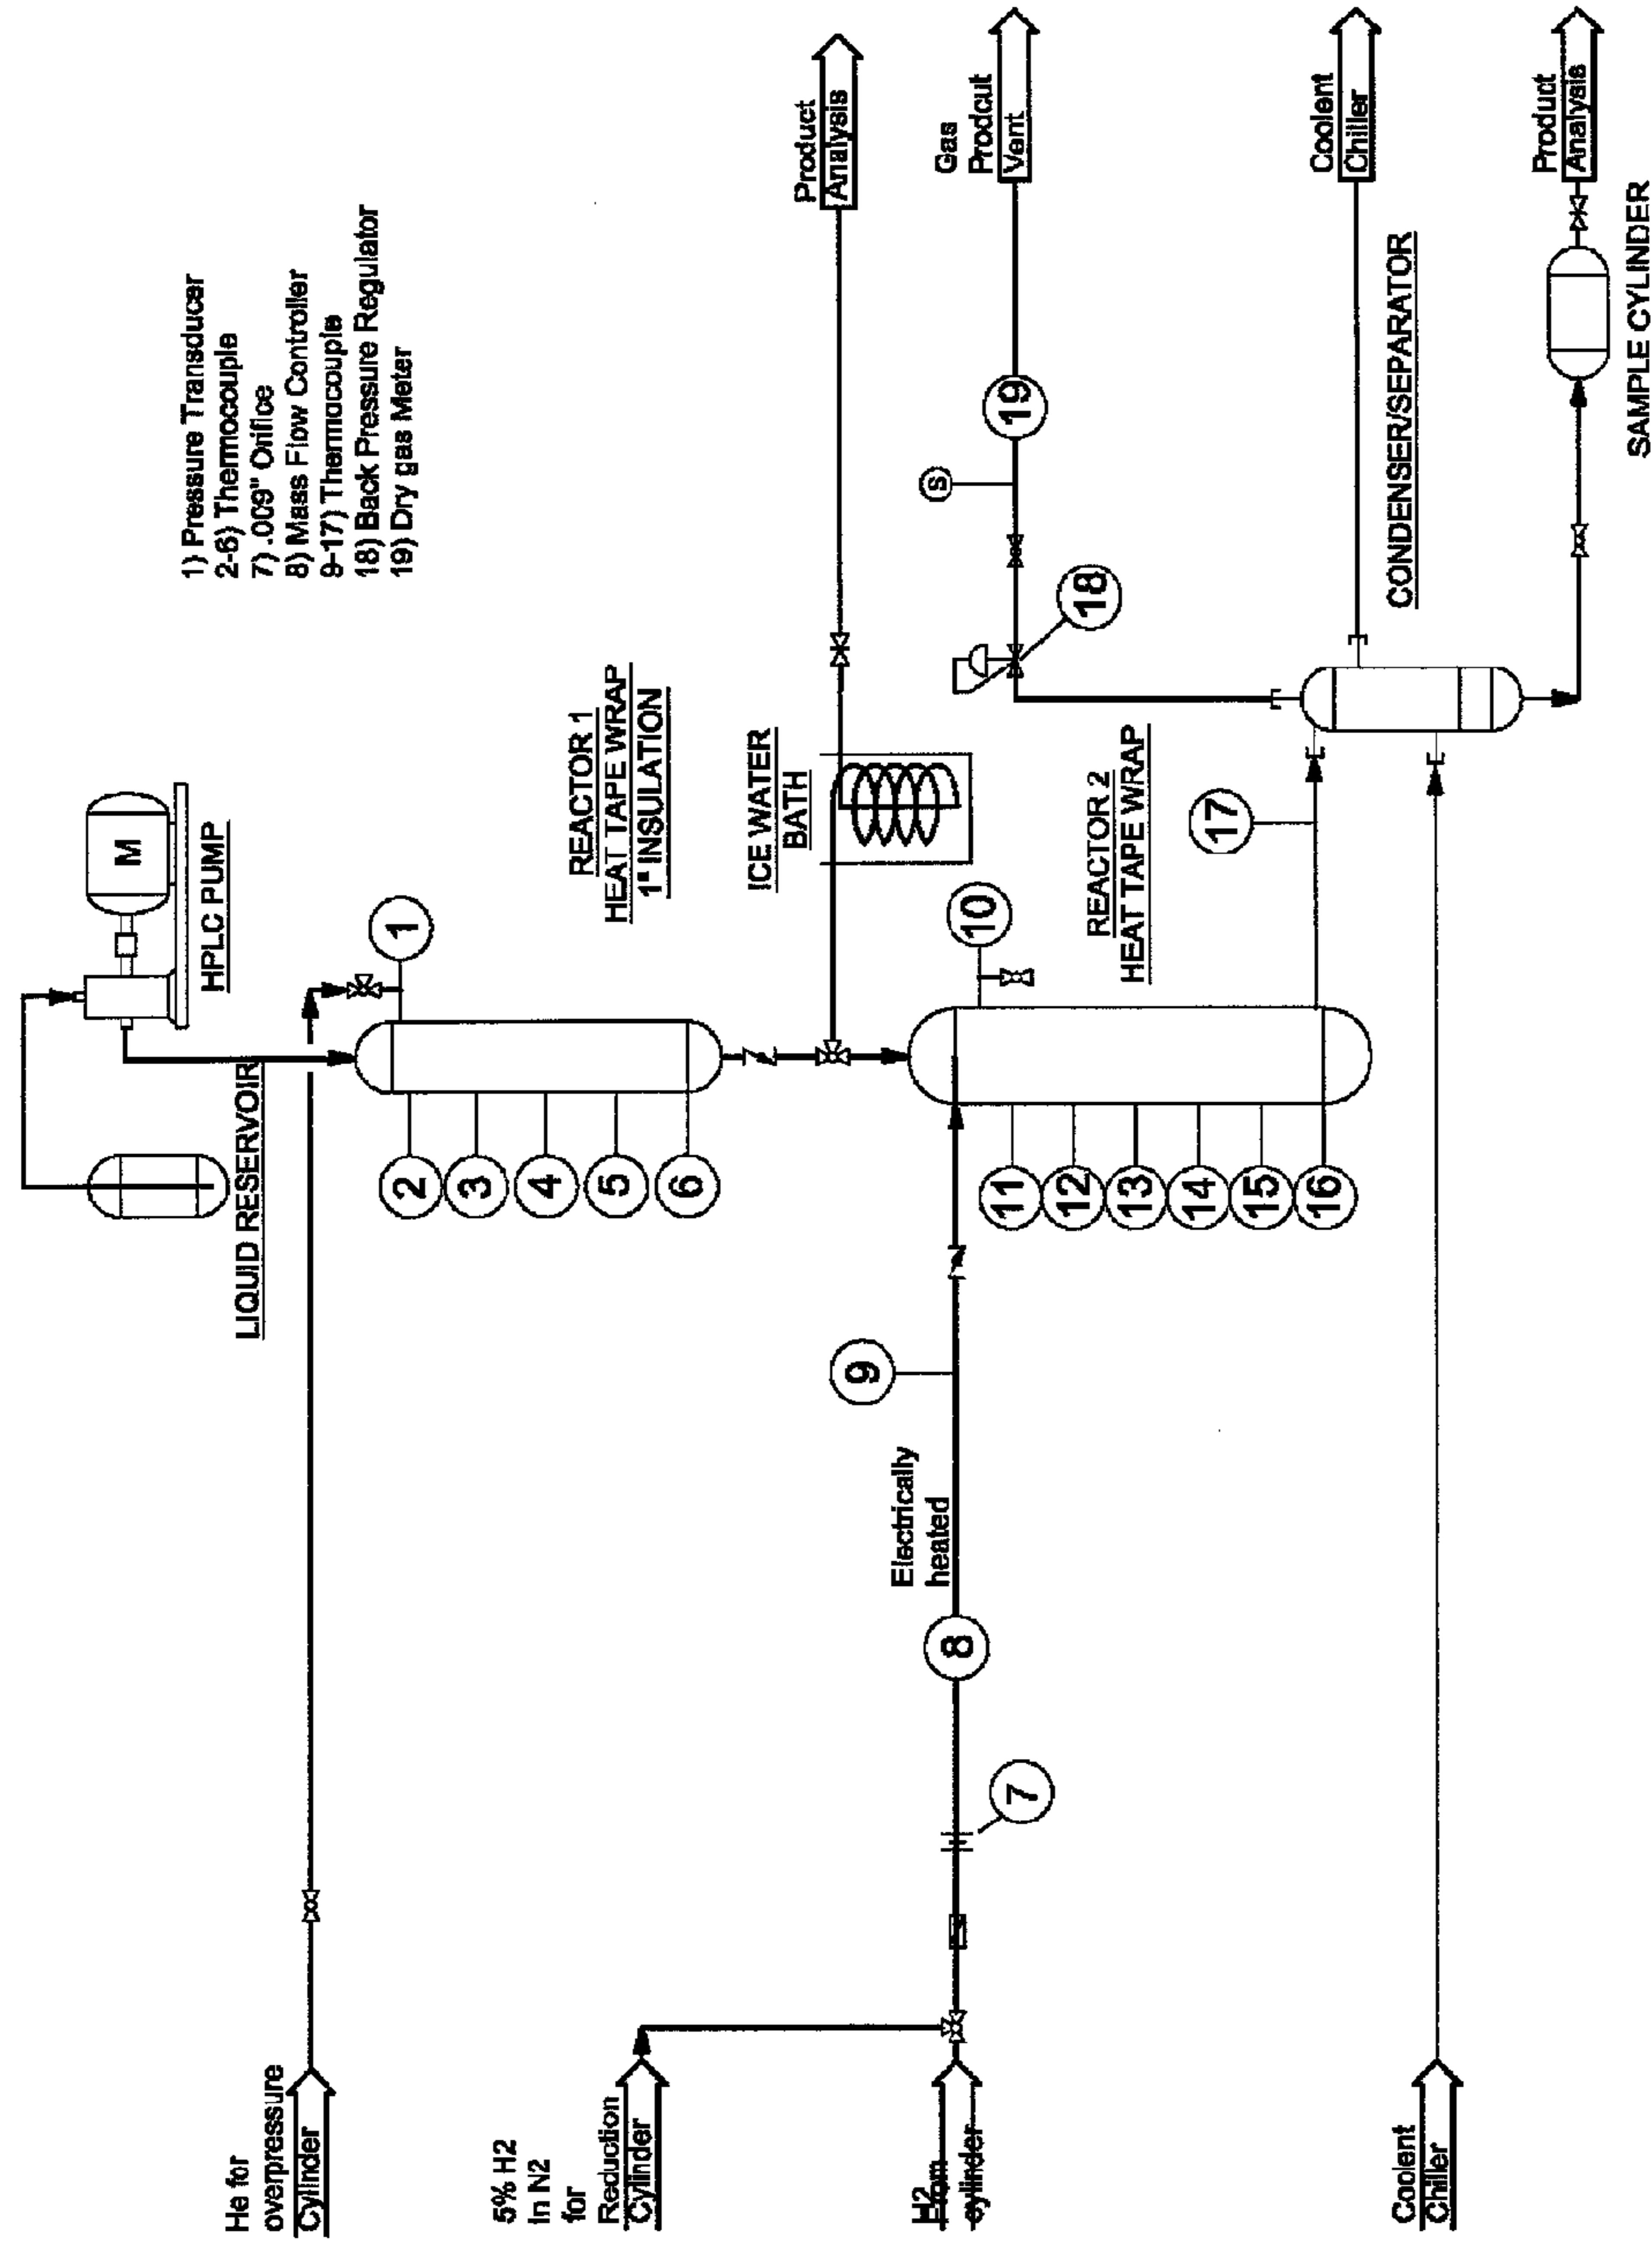 M
HPLC PUMP
LIQUID RESERVOIR
1) Pressure Transducer
2-6) Thermocouple
7) .009" Orifice
8) Mass Flow Controller
9-17) Thermocouple
18) Back Pressure Regulator
19) Dry gas Meter
He for
overpressure
Cylinder
1
2
3
4
5
6
REACTOR 1
HEAT TAPE WRAP
1" INSULATION
5% H2
In N2
for
Reduction
Cylinder
ICE WATER
BATH
Product
Analysis
H2
From
cylinder
7
8
Electrically
heated
9
10
11
12
13
14
15
16
REACTOR 2
HEAT TAPE WRAP
17
18
S
19
Gas
Prodcut
Vent
Coolent
Chiller
Coolent
Chiller
CONDENSER/SEPARATOR
Product
Analysis
SAMPLE CYLINDER